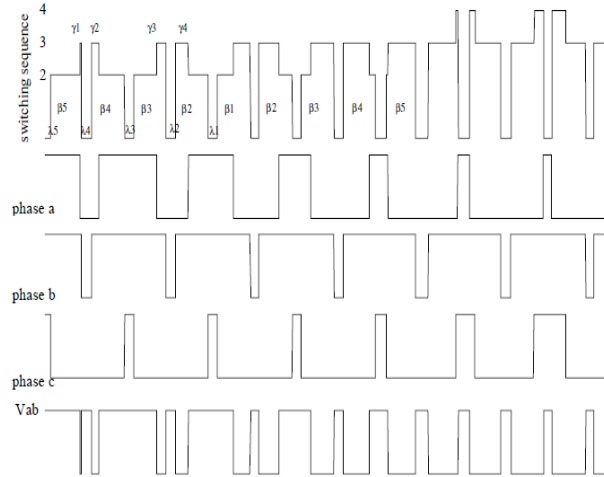 switching sequence
4
3
2
γ1 γ2 γ3 γ4
β5 β4 β3 β2 β1 β2 β3 β4 β5
λ5 λ4 λ3 λ2 λ1
phase a
phase b
phase c
Vab